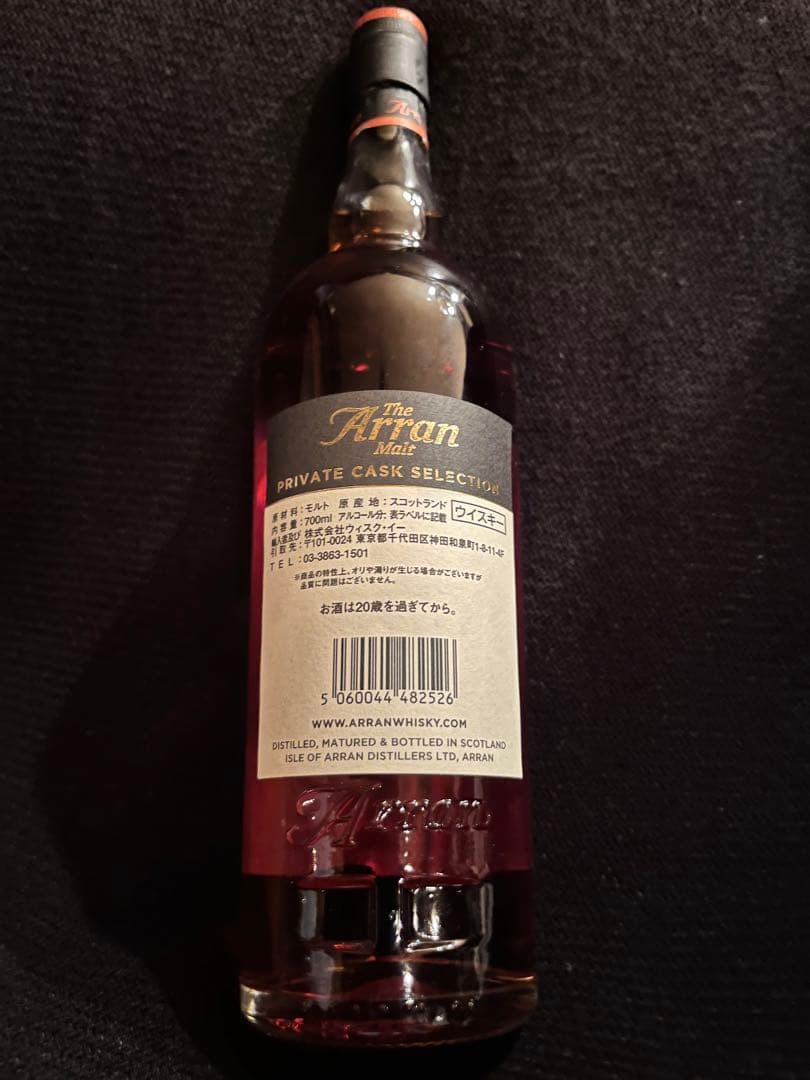 The
Arran
Malt
PRIVATE CASK SELECTION
原材料：モルト 原産地：スコットランド
内容量：700ml アルコール分：表ラベルに記載 ウイスキー
輸入者及び 株式会社ウィスク・イー
引取先：〒101-0024 東京都千代田区神田和泉町1-8-11-4F
TEL：03-3863-1501
※商品の特性上、オリや濁りが生じる場合がございますが
品質に問題はございません。
お酒は20歳を過ぎてから。
5 060044 482526
WWW.ARRANWHISKY.COM
DISTILLED, MATURED & BOTTLED IN SCOTLAND
ISLE OF ARRAN DISTILLERS LTD, ARRAN
Arran